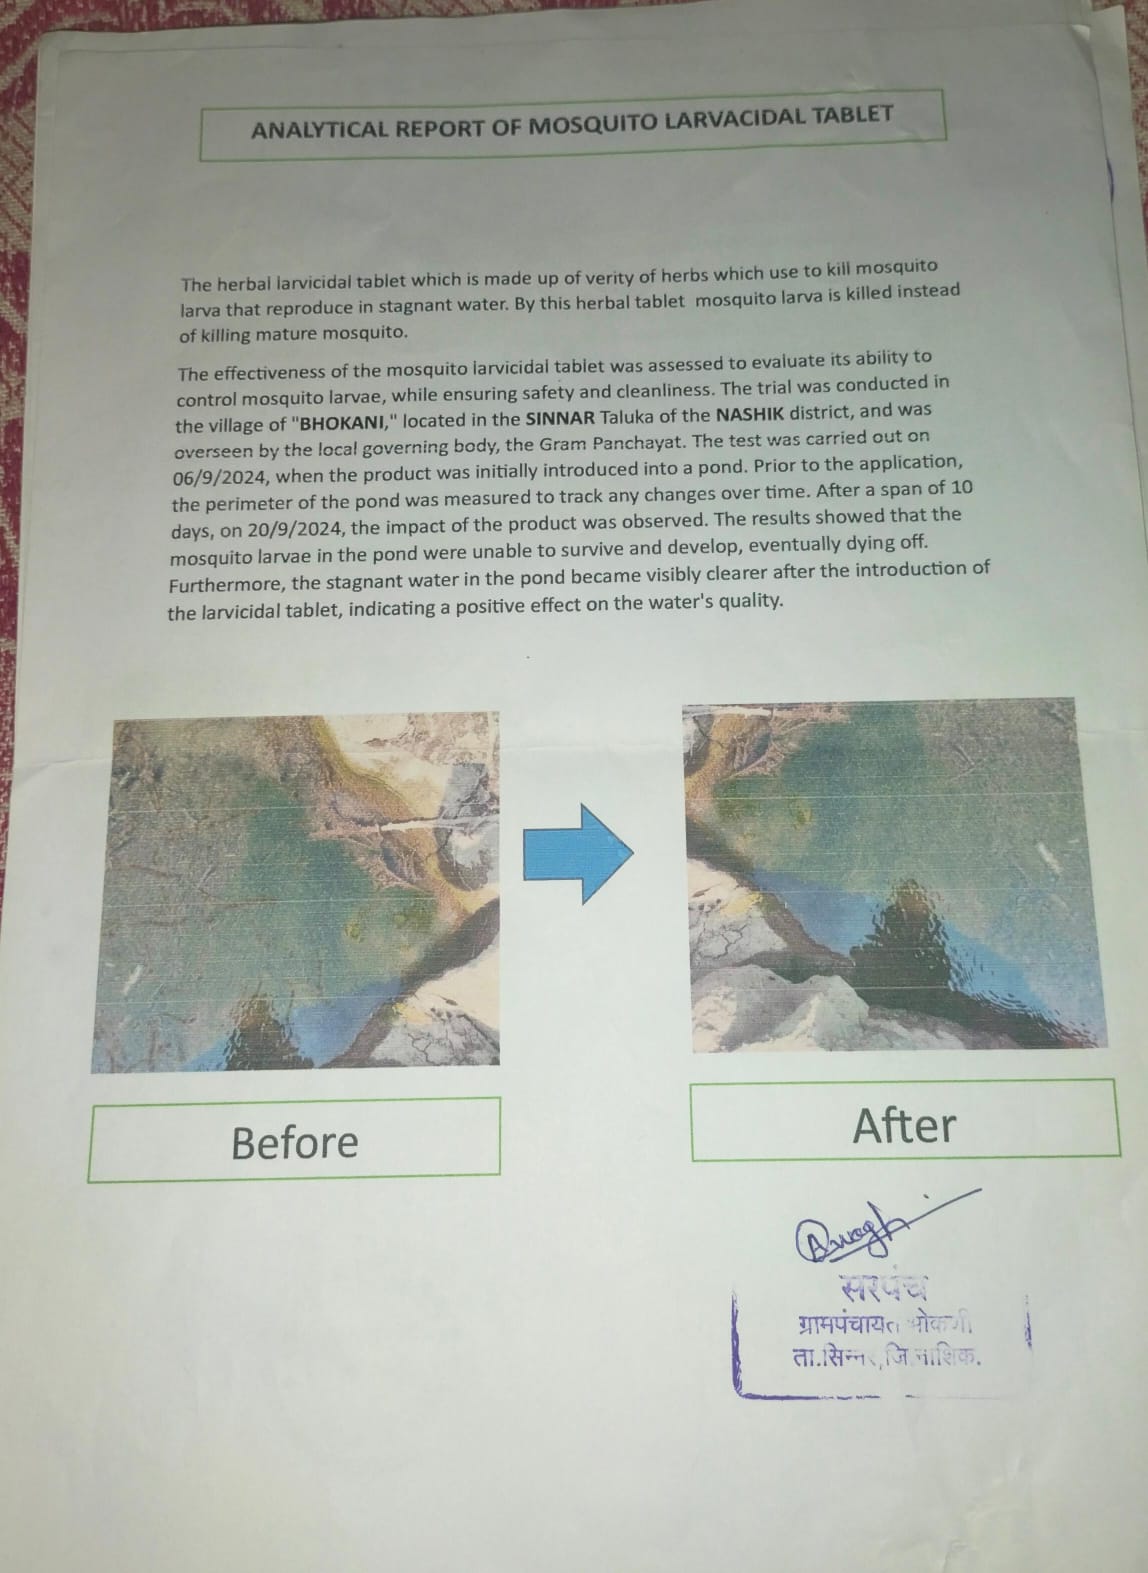 ANALYTICAL REPORT OF MOSQUITO LARVACIDAL TABLET
The herbal larvicidal tablet which is made up of verity of herbs which use to kill mosquito
larva that reproduce in stagnant water. By this herbal tablet mosquito larva is killed instead
of killing mature mosquito.
The effectiveness of the mosquito larvicidal tablet was assessed to evaluate its ability to
control mosquito larvae, while ensuring safety and cleanliness. The trial was conducted in
the village of "BHOKANI," located in the SINNAR Taluka of the NASHIK district, and was
overseen by the local governing body, the Gram Panchayat. The test was carried out on
06/9/2024, when the product was initially introduced into a pond. Prior to the application,
the perimeter of the pond was measured to track any changes over time. After a span of 10
days, on 20/9/2024, the impact of the product was observed. The results showed that the
mosquito larvae in the pond were unable to survive and develop, eventually dying off.
Furthermore, the stagnant water in the pond became visibly clearer after the introduction of
the larvicidal tablet, indicating a positive effect on the water's quality.
Before
After
सरपंच
ग्रामपंचायत भोकणी
ता.सिन्नर,जि.नाशिक.